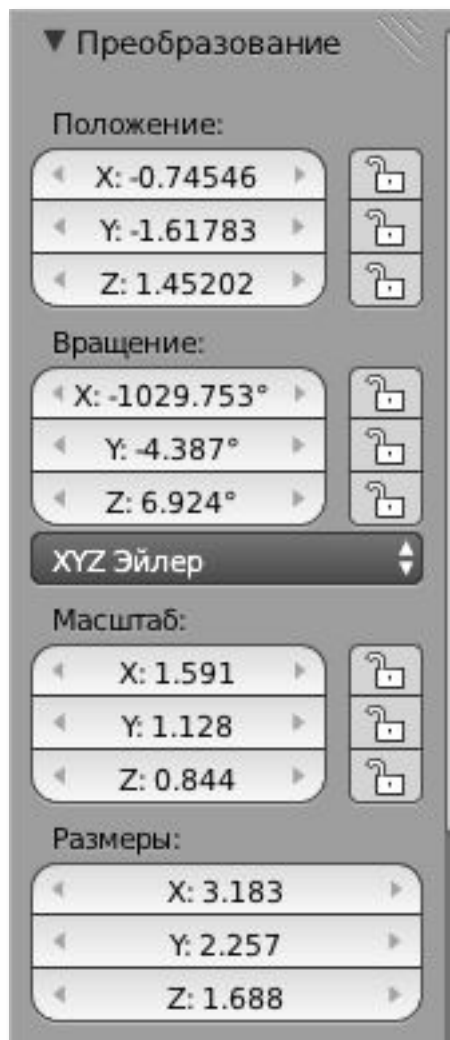 Преобразование
Положение:
X: -0.74546
Y: -1.61783
Z: 1.45202
Вращение:
X: -1029.753°
Y: -4.387°
Z: 6.924°
XYZ Эйлер
Масштаб:
X: 1.591
Y: 1.128
Z: 0.844
Размеры:
X: 3.183
Y: 2.257
Z: 1.688